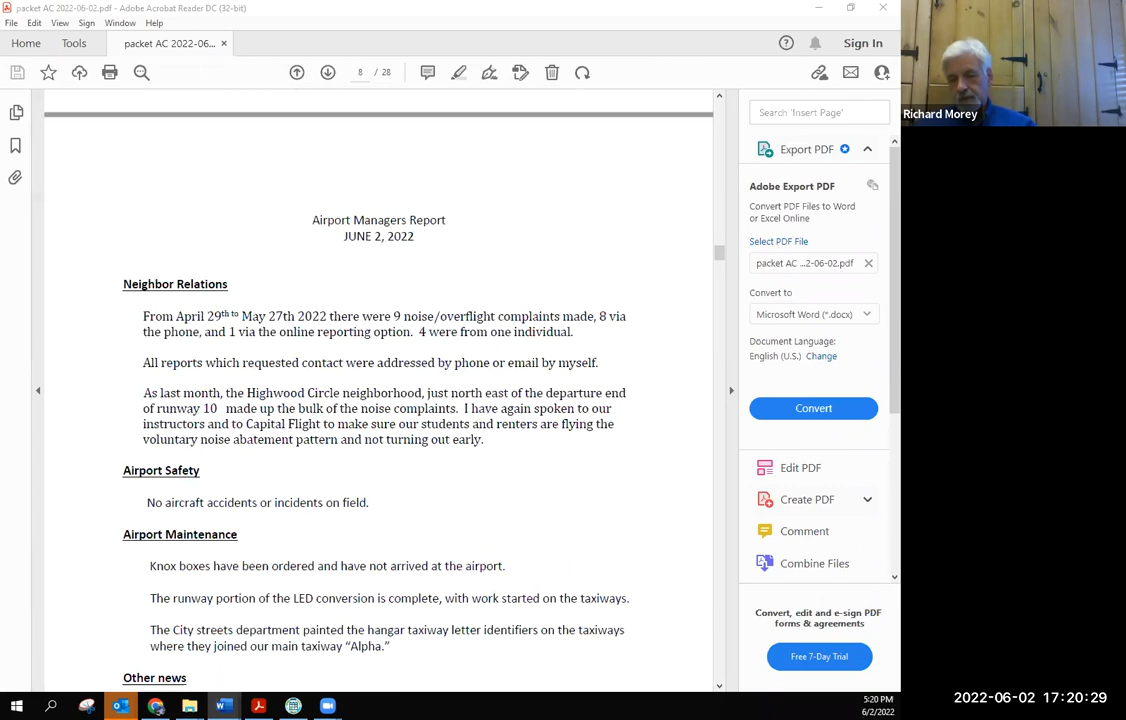 packet AC 2022-06-02.pdf - Adobe Acrobat Reader DC (32-bit)
File Edit View Sign Window Help
Home Tools packet AC 2022-06... × Sign In
8 / 28
Airport Managers Report
JUNE 2, 2022
Neighbor Relations
From April 29th to May 27th 2022 there were 9 noise/overflight complaints made, 8 via
the phone, and 1 via the online reporting option. 4 were from one individual.
All reports which requested contact were addressed by phone or email by myself.
As last month, the Highwood Circle neighborhood, just north east of the departure end
of runway 10 made up the bulk of the noise complaints. I have again spoken to our
instructors and to Capital Flight to make sure our students and renters are flying the
voluntary noise abatement pattern and not turning out early.
Airport Safety
No aircraft accidents or incidents on field.
Airport Maintenance
Knox boxes have been ordered and have not arrived at the airport.
The runway portion of the LED conversion is complete, with work started on the taxiways.
The City streets department painted the hangar taxiway letter identifiers on the taxiways
where they joined our main taxiway “Alpha.”
Other news
Search 'Insert Page'
Export PDF
Adobe Export PDF
Convert PDF Files to Word
or Excel Online
Select PDF File
packet AC ...2-06-02.pdf
Convert to
Microsoft Word (*.docx)
Document Language:
English (U.S.) Change
Convert
Edit PDF
Create PDF
Comment
Combine Files
Convert, edit and e-sign PDF
forms & agreements
Free 7-Day Trial
Richard Morey
5:20 PM
6/2/2022
2022-06-02 17:20:29